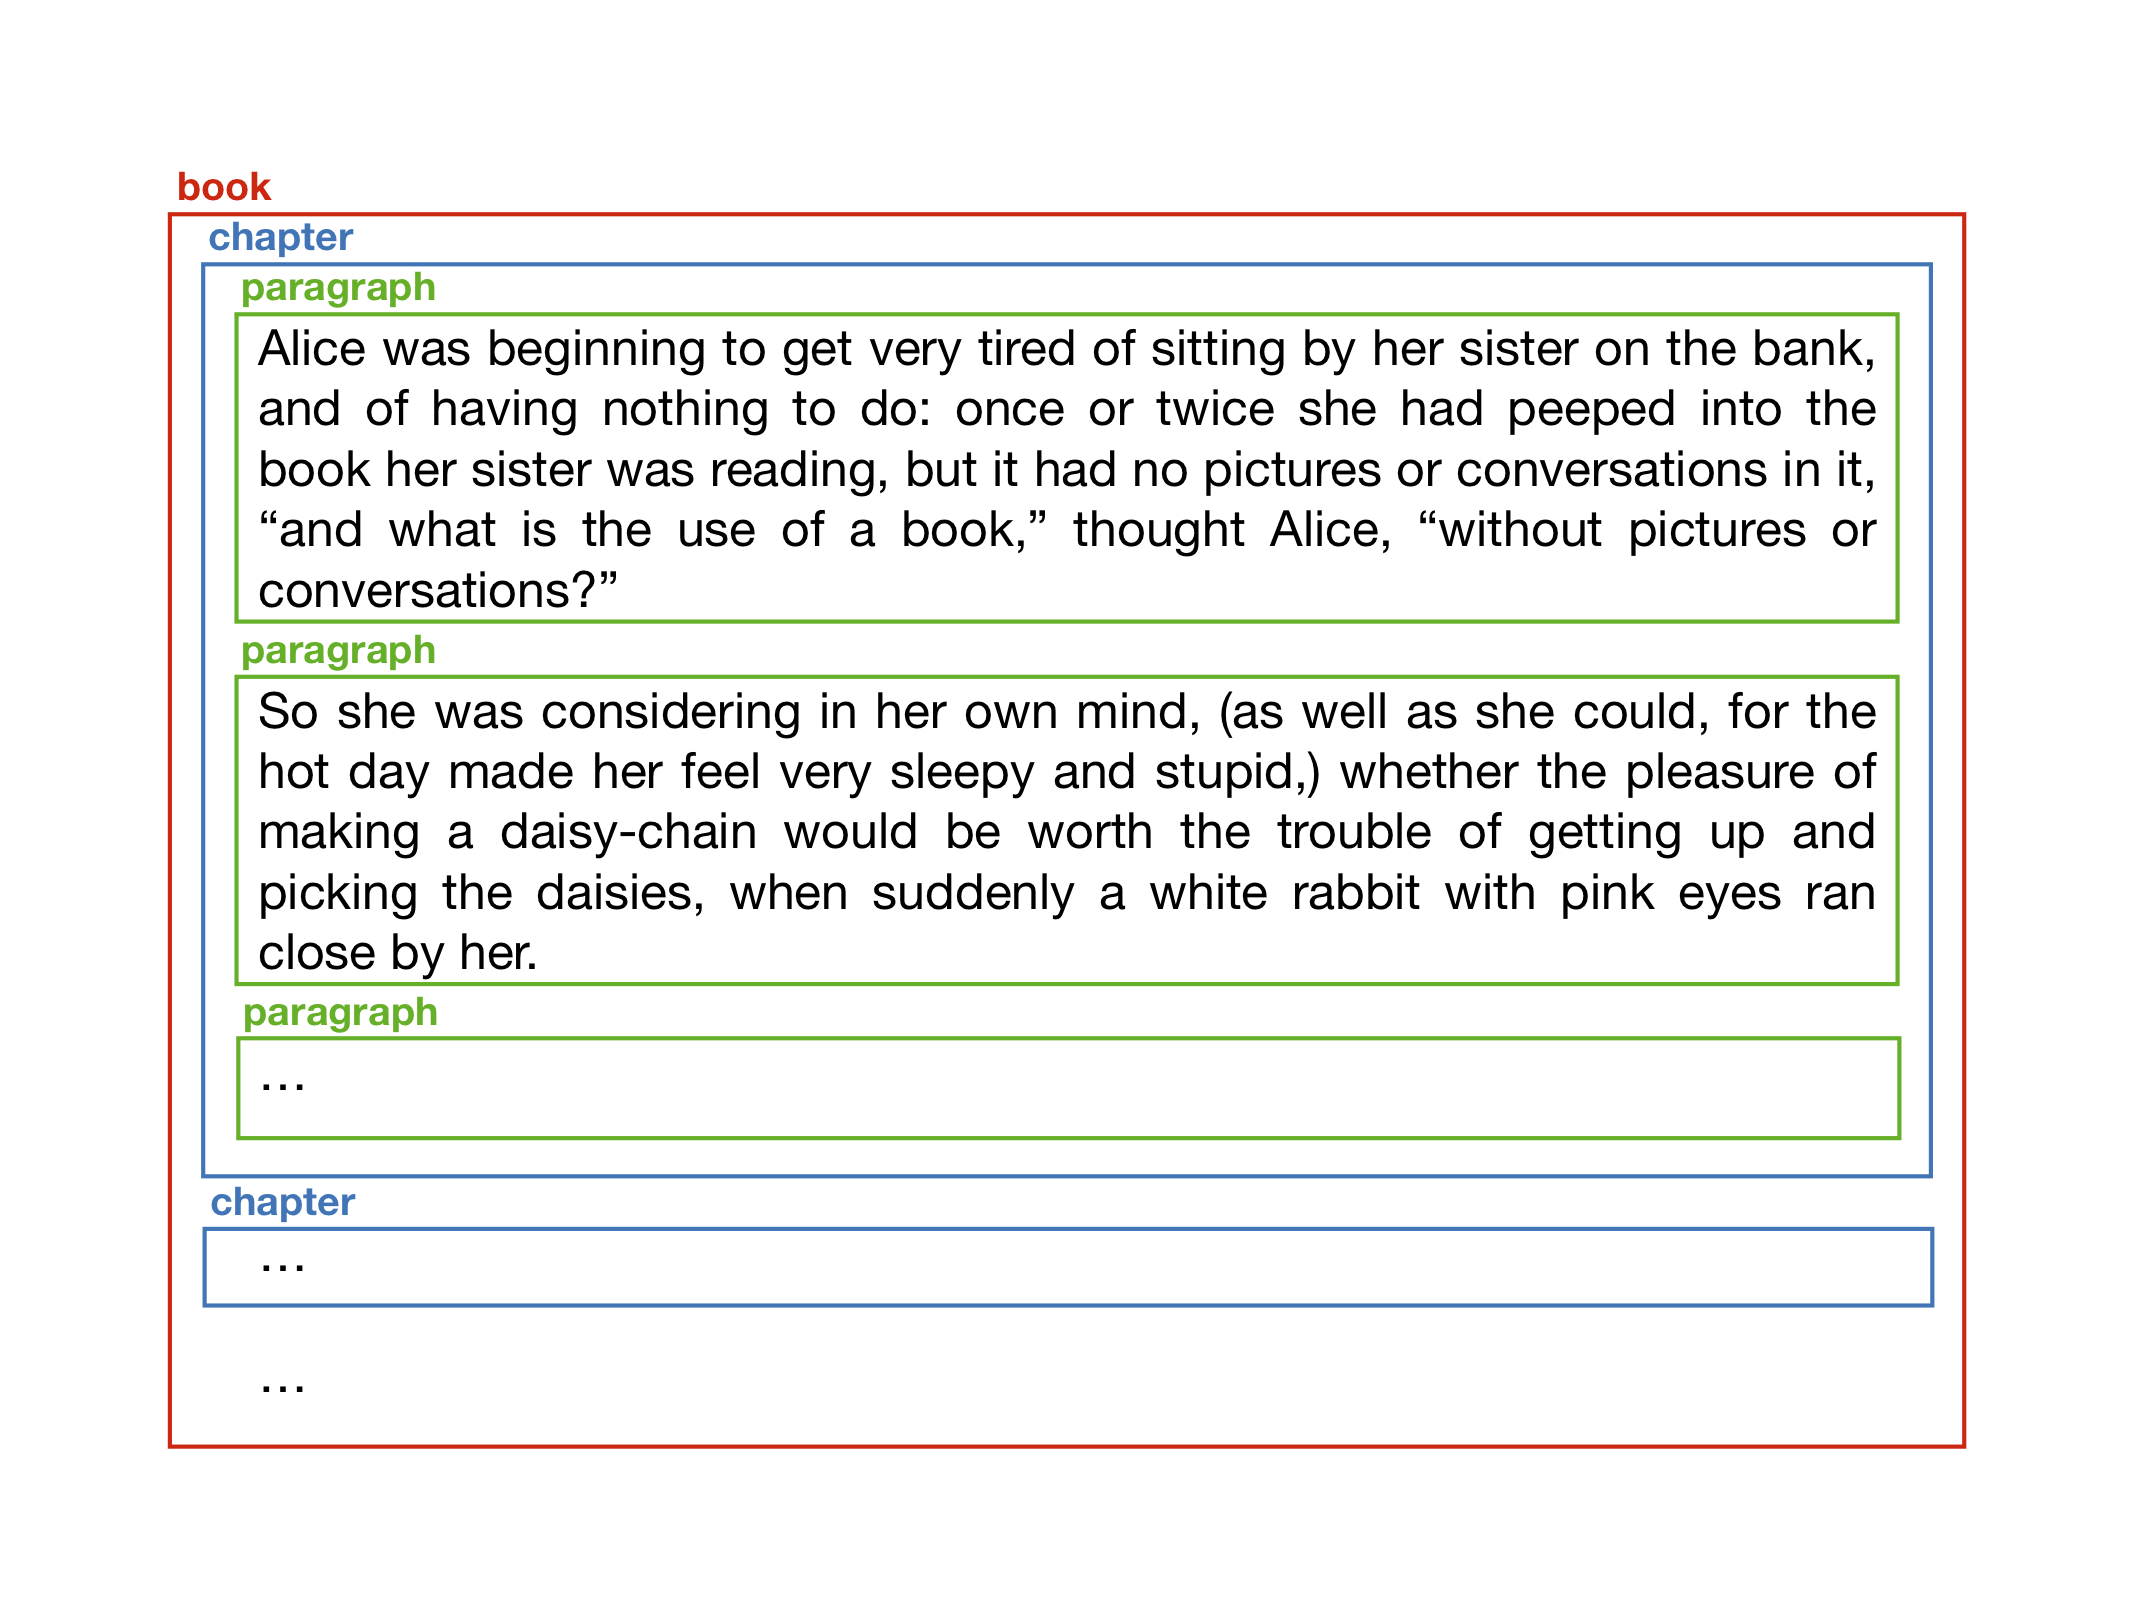 book
chapter
paragraph
Alice was beginning to get very tired of sitting by her sister on the bank,
and of having nothing to do: once or twice she had peeped into the
book her sister was reading, but it had no pictures or conversations in it,
“and what is the use of a book,” thought Alice, “without pictures or
conversations?”
paragraph
So she was considering in her own mind, (as well as she could, for the
hot day made her feel very sleepy and stupid,) whether the pleasure of
making a daisy-chain would be worth the trouble of getting up and
picking the daisies, when suddenly a white rabbit with pink eyes ran
close by her.
paragraph
…
chapter
…
…